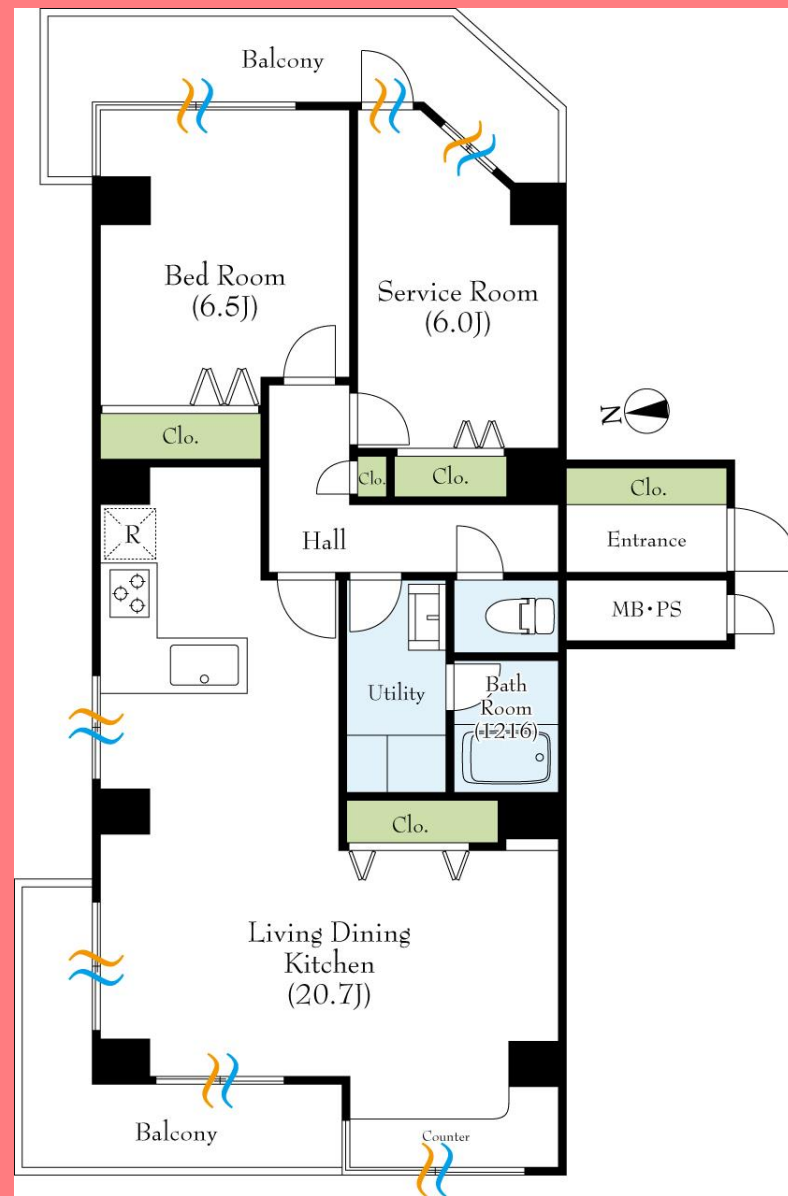 Balcony
Bed Room
(6.5J)
Service Room
(6.0J)
N
Clo.
Clo.
Clo.
Clo.
R
Hall
Entrance
MB・PS
Utility
Bath
Room
(1216)
Clo.
Living Dining
Kitchen
(20.7J)
Balcony
Counter